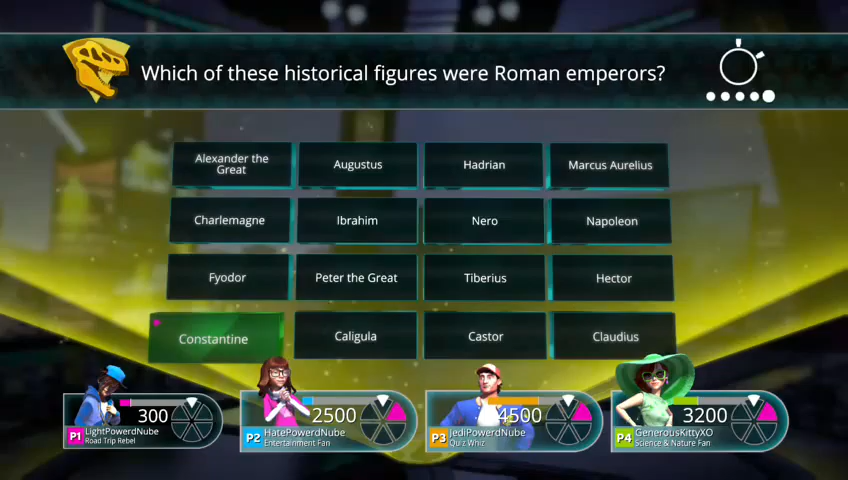 Which of these historical figures were Roman emperors?
Alexander the
Great
Augustus
Hadrian
Marcus Aurelius
Charlemagne
Ibrahim
Nero
Napoleon
Fyodor
Peter the Great
Tiberius
Hector
Constantine
Caligula
Castor
Claudius
300
P1 LightPowerdNube
Road Trip Rebel
2500
P2 HatePowerdNube
Entertainment Fan
4500
P3 JediPowerdNube
Quiz Whiz
3200
P4 GenerousKittyXO
Science & Nature Fan